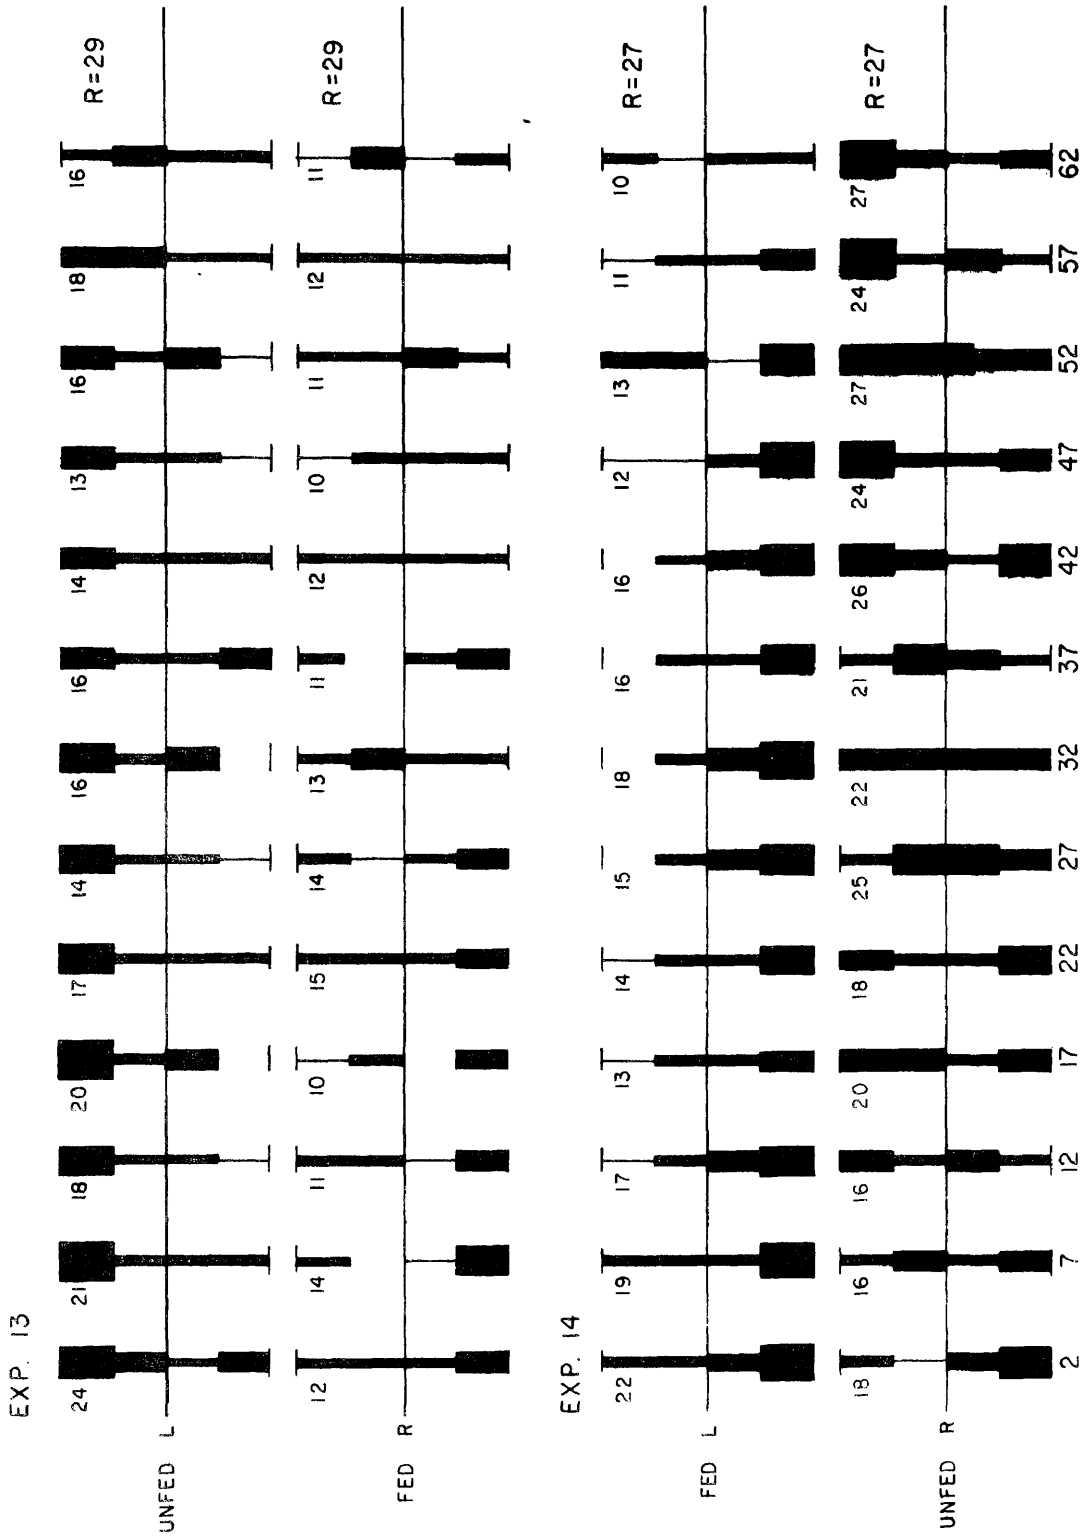 EXP. 13
UNFED L
24 21 18 20 17 14 16 16 14 13 16 18 16 R=29
FED R
12 14 11 10 15 14 13 11 12 10 11 12 11 R=29
EXP. 14
FED L
22 19 17 13 14 15 18 16 16 12 13 11 10 R=27
UNFED R
18 16 16 20 18 25 22 21 26 24 27 24 27 R=27
2 7 12 17 22 27 32 37 42 47 52 57 62